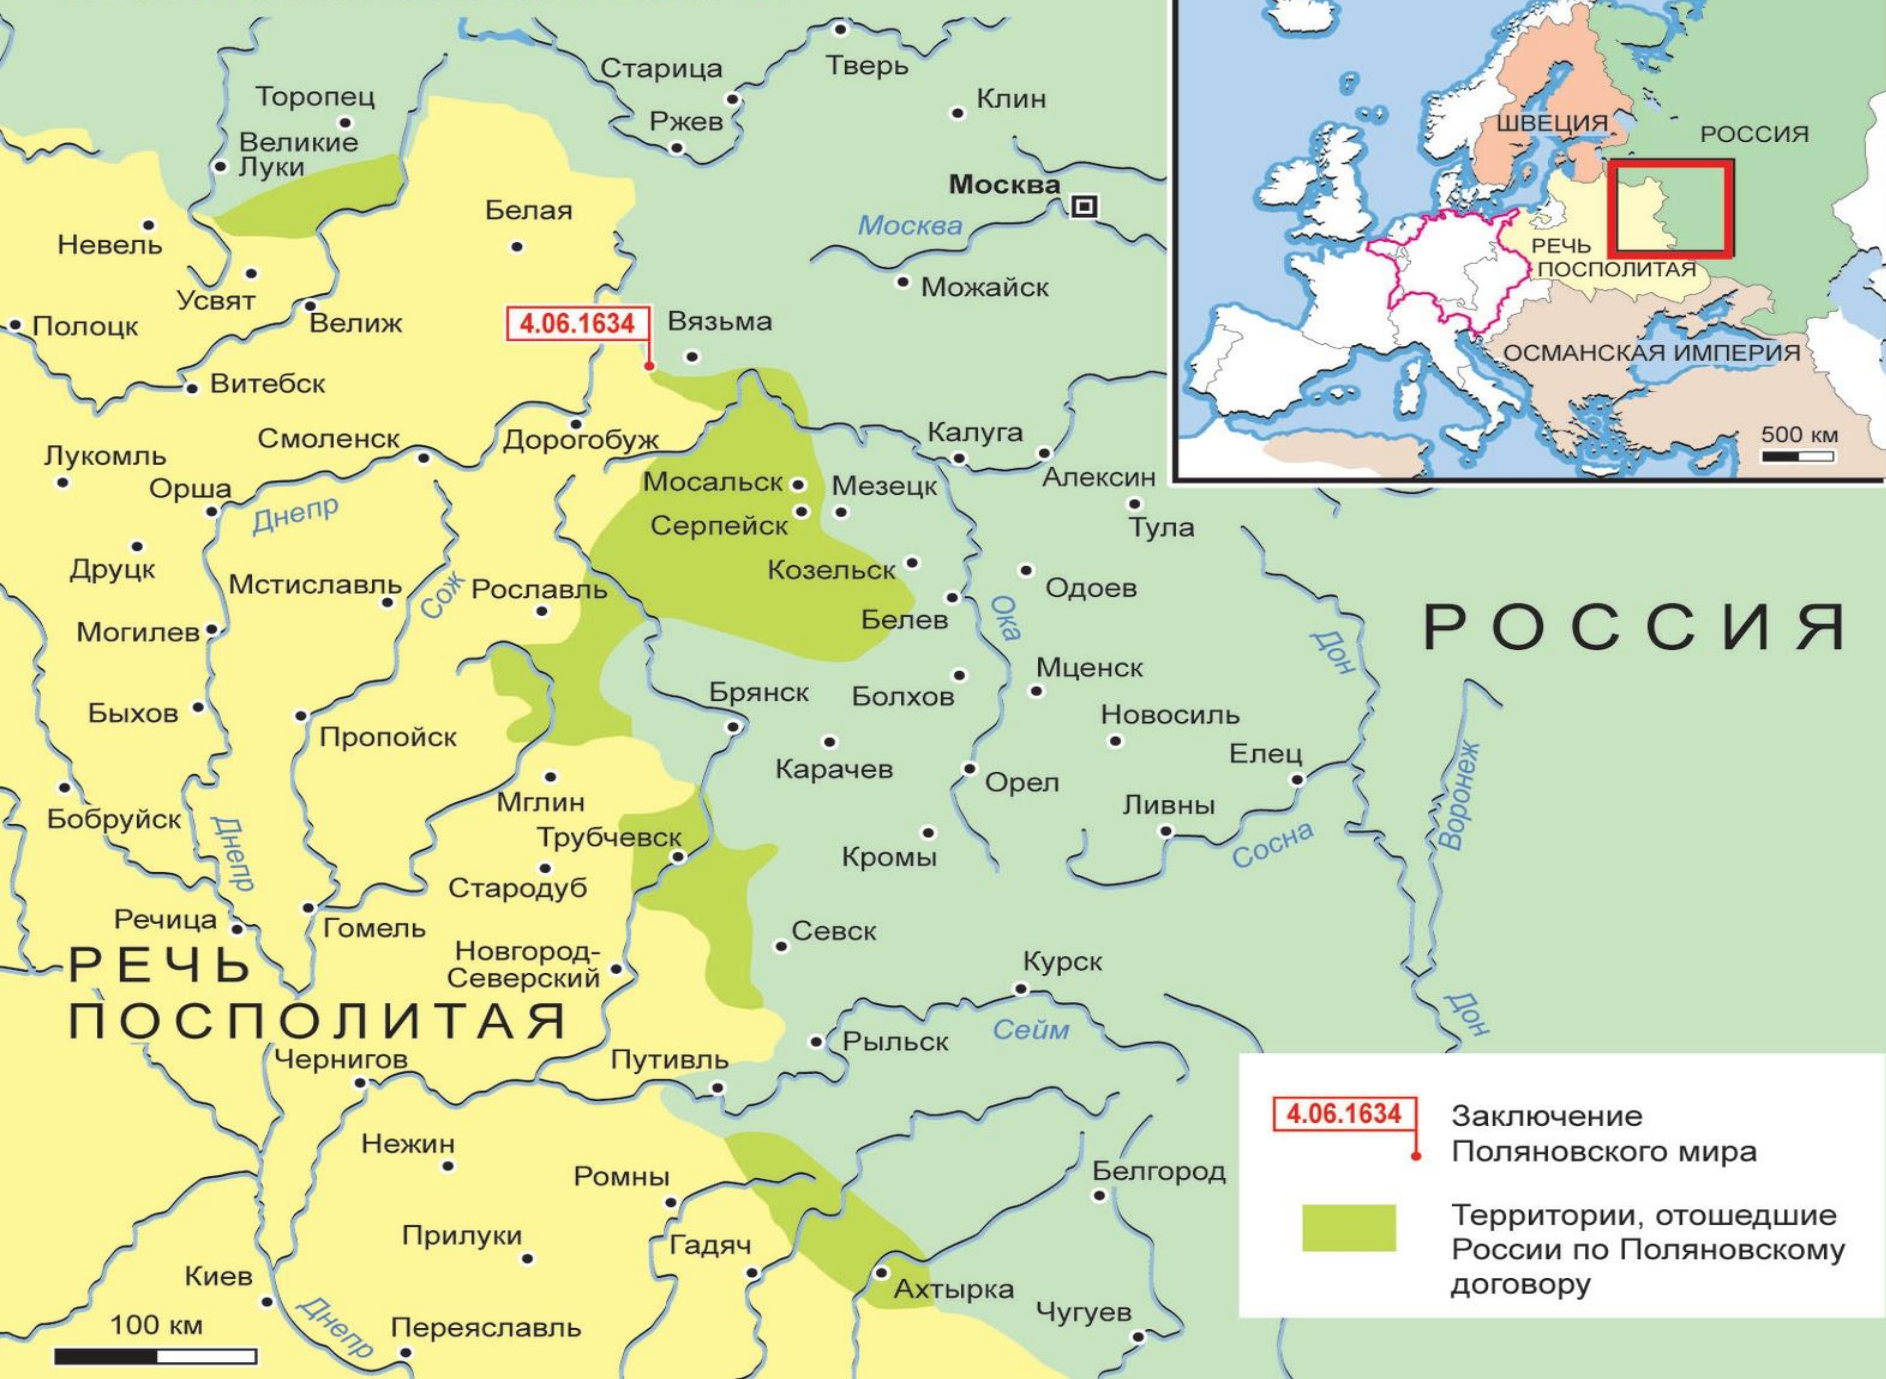 Старица
Тверь
Торопец
Клин
Ржев
Великие
Луки
Москва
Белая
Москва
Невель
Усвят
Можайск
Полоцк
Велиж
4.06.1634
Вязьма
Витебск
Смоленск
Дорогобуж
Калуга
Лукомль
Орша
Мосальск
Мезецк
Алексин
Днепр
Серпейск
Тула
Друцк
Мстиславль
Сож
Рославль
Козельск
Одоев
Могилев
Белев
Ока
Дон
РОССИЯ
Мценск
Быхов
Пропойск
Брянск
Болхов
Новосиль
Карачев
Орел
Елец
Воронеж
Бобруйск
Мглин
Ливны
Днепр
Трубчевск
Кромы
Сосна
Стародуб
Речица
Гомель
Севск
РЕЧЬ
ПОСПОЛИТАЯ
Новгород-
Северский
Курск
Сейм
Дон
Чернигов
Путивль
Рыльск
Нежин
Ромны
Белгород
Прилуки
Гадяч
Киев
Ахтырка
Чугуев
Днепр
Переяславль
100 км
ШВЕЦИЯ
РОССИЯ
РЕЧЬ
ПОСПОЛИТАЯ
ОСМАНСКАЯ ИМПЕРИЯ
500 км
4.06.1634
Заключение
Поляновского мира
Территории, отошедшие
России по Поляновскому
договору